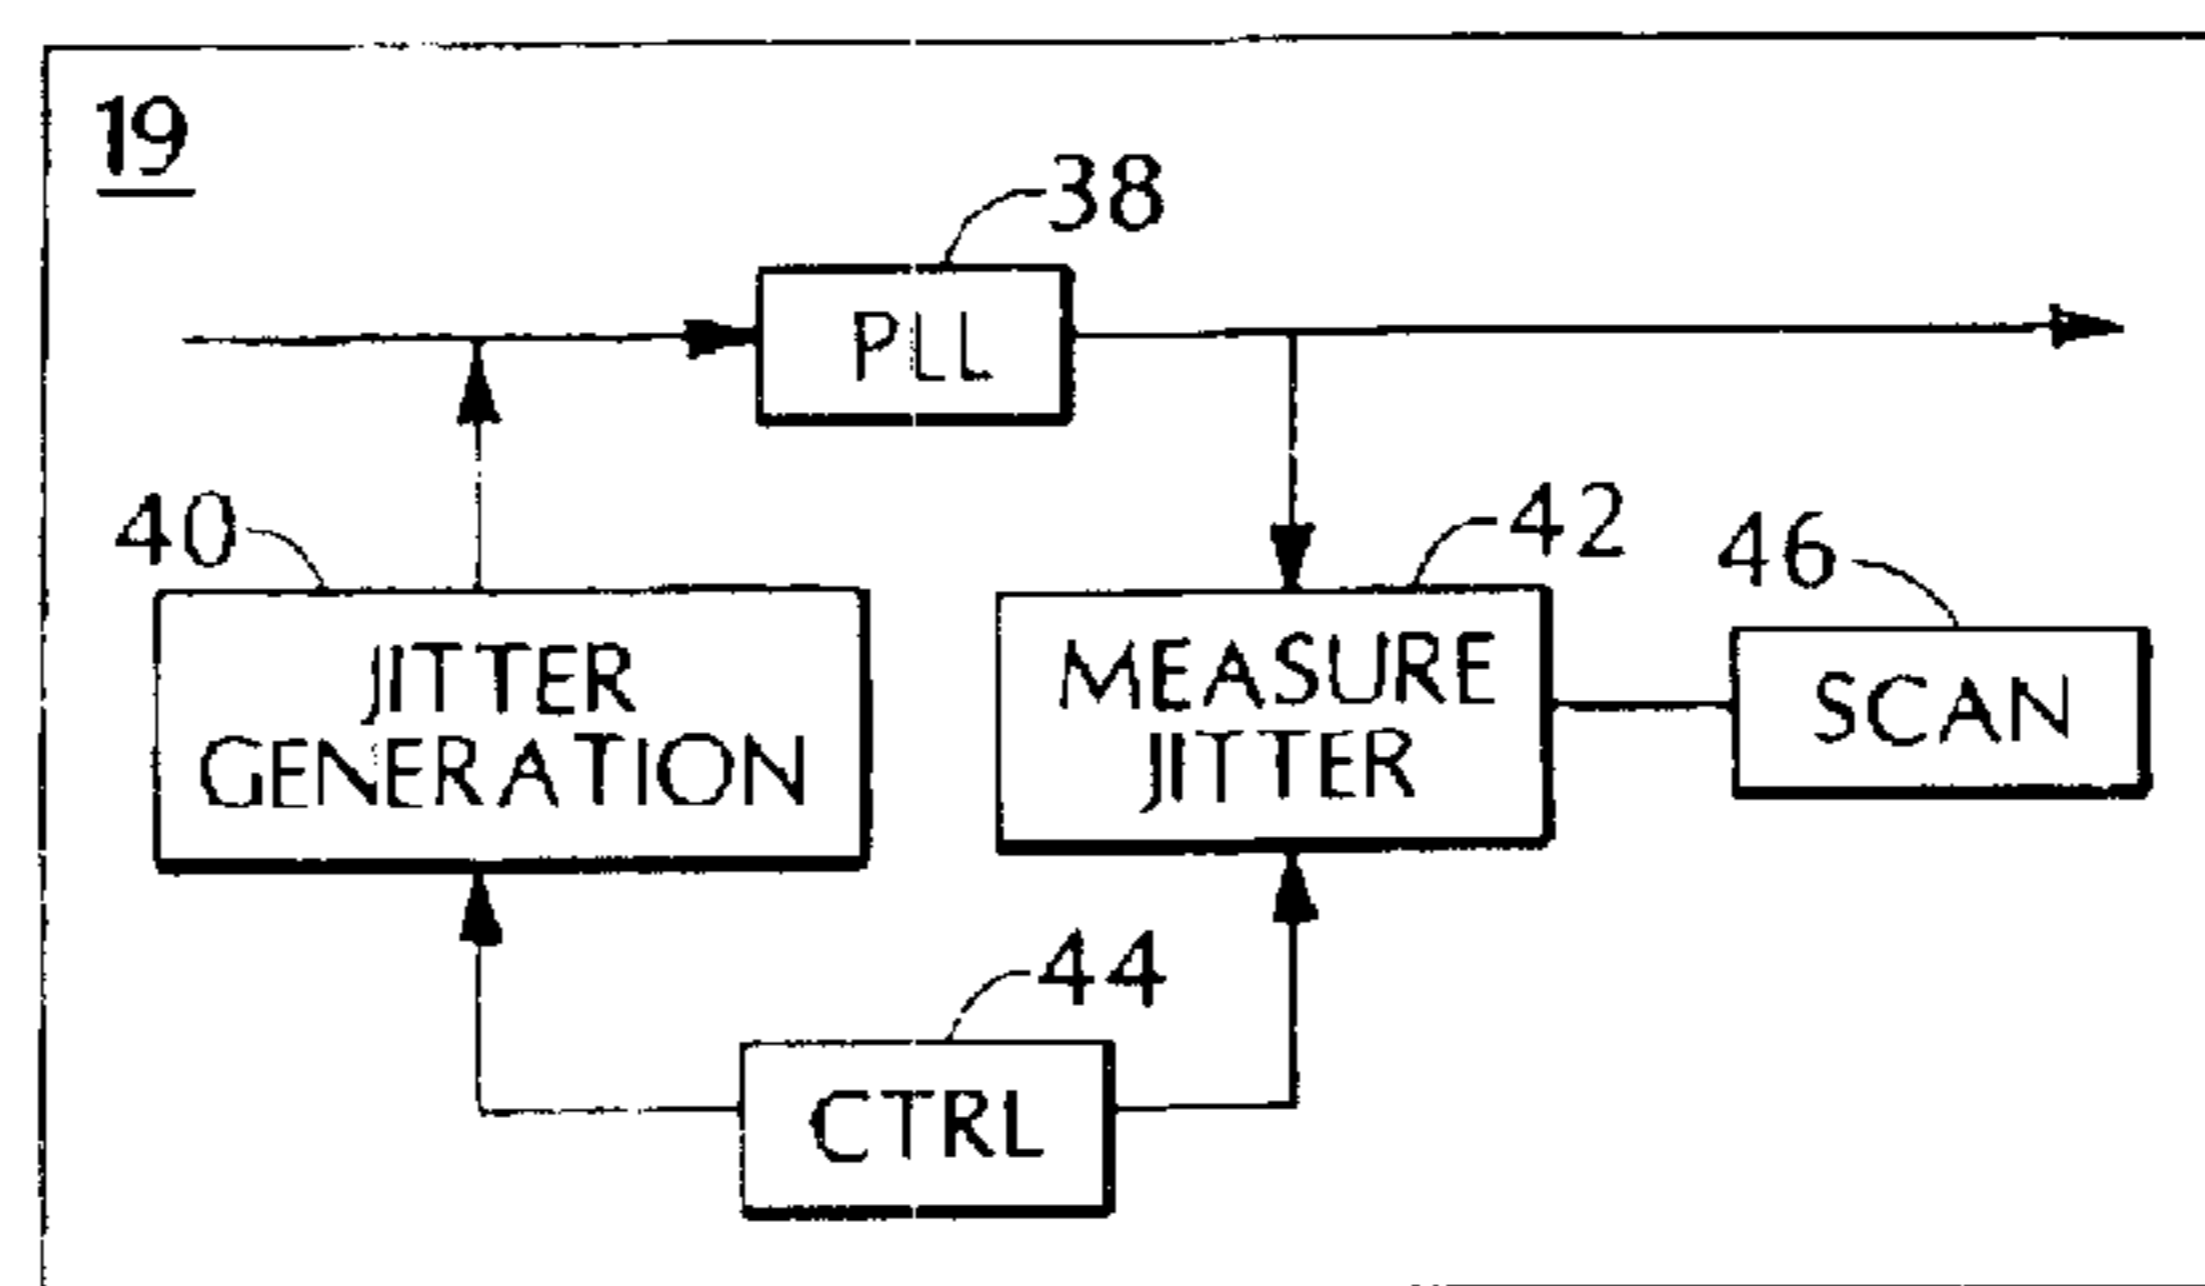 19
38
PLL
40
42
46
JITTER
GENERATION
MEASURE
JITTER
SCAN
44
CTRL